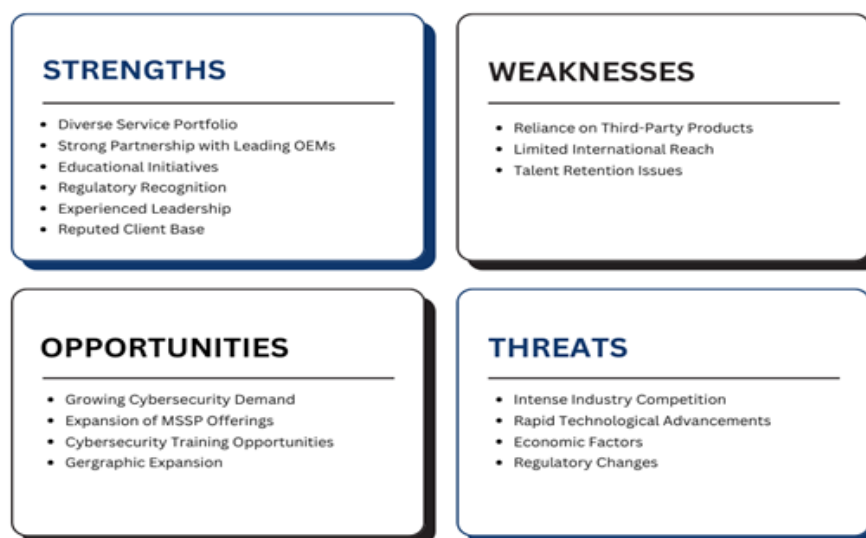 STRENGTHS
• Diverse Service Portfolio
• Strong Partnership with Leading OEMs
• Educational Initiatives
• Regulatory Recognition
• Experienced Leadership
• Reputed Client Base
WEAKNESSES
• Reliance on Third-Party Products
• Limited International Reach
• Talent Retention Issues
OPPORTUNITIES
• Growing Cybersecurity Demand
• Expansion of MSSP Offerings
• Cybersecurity Training Opportunities
• Gergraphic Expansion
THREATS
• Intense Industry Competition
• Rapid Technological Advancements
• Economic Factors
• Regulatory Changes